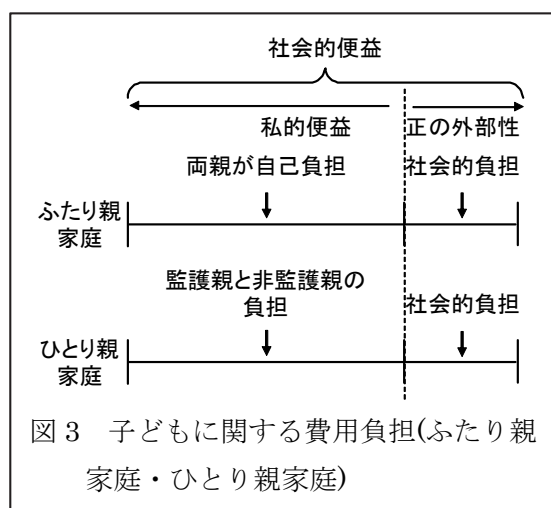 社会的便益
私的便益
正の外部性
両親が自己負担
社会的負担
ふたり親
家庭
監護親と非監護親の
負担
社会的負担
ひとり親
家庭
図3 子どもに関する費用負担(ふたり親
家庭・ひとり親家庭)